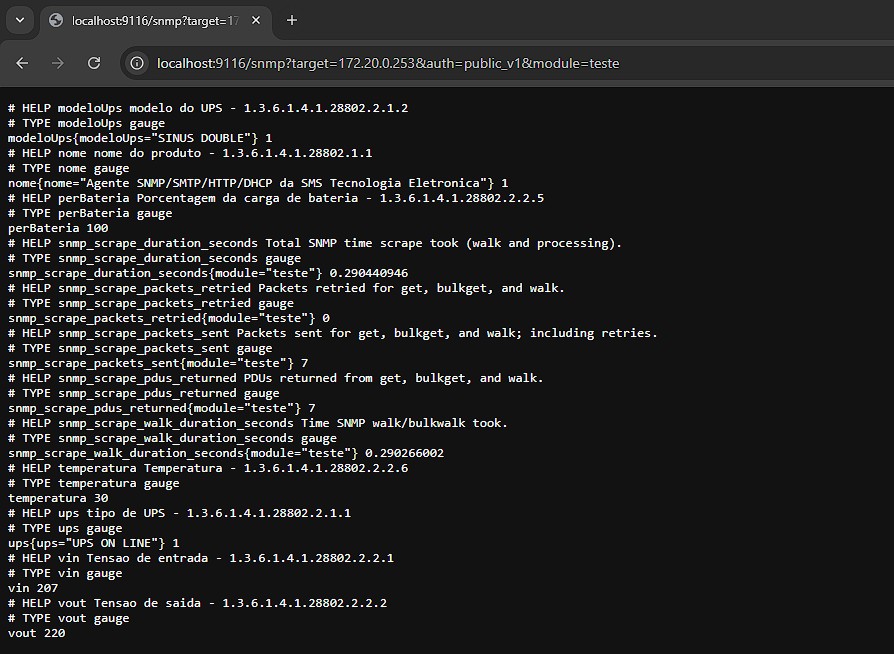 localhost:9116/snmp?target=17
localhost:9116/snmp?target=172.20.0.253&auth=public_v1&module=teste
# HELP modeloUps modelo do UPS - 1.3.6.1.4.1.28802.2.1.2
# TYPE modeloUps gauge
modeloUps{modeloUps="SINUS DOUBLE"} 1
# HELP nome nome do produto - 1.3.6.1.4.1.28802.1.1
# TYPE nome gauge
nome{nome="Agente SNMP/SMTP/HTTP/DHCP da SMS Tecnologia Eletronica"} 1
# HELP perBateria Porcentagem da carga de bateria - 1.3.6.1.4.1.28802.2.2.5
# TYPE perBateria gauge
perBateria 100
# HELP snmp_scrape_duration_seconds Total SNMP time scrape took (walk and processing).
# TYPE snmp_scrape_duration_seconds gauge
snmp_scrape_duration_seconds{module="teste"} 0.290440946
# HELP snmp_scrape_packets_retried Packets retried for get, bulkget, and walk.
# TYPE snmp_scrape_packets_retried gauge
snmp_scrape_packets_retried{module="teste"} 0
# HELP snmp_scrape_packets_sent Packets sent for get, bulkget, and walk; including retries.
# TYPE snmp_scrape_packets_sent gauge
snmp_scrape_packets_sent{module="teste"} 7
# HELP snmp_scrape_pdus_returned PDUs returned from get, bulkget, and walk.
# TYPE snmp_scrape_pdus_returned gauge
snmp_scrape_pdus_returned{module="teste"} 7
# HELP snmp_scrape_walk_duration_seconds Time SNMP walk/bulkwalk took.
# TYPE snmp_scrape_walk_duration_seconds gauge
snmp_scrape_walk_duration_seconds{module="teste"} 0.290266002
# HELP temperatura Temperatura - 1.3.6.1.4.1.28802.2.2.6
# TYPE temperatura gauge
temperatura 30
# HELP ups tipo de UPS - 1.3.6.1.4.1.28802.2.1.1
# TYPE ups gauge
ups{ups="UPS ON LINE"} 1
# HELP vin Tensao de entrada - 1.3.6.1.4.1.28802.2.2.1
# TYPE vin gauge
vin 207
# HELP vout Tensao de saida - 1.3.6.1.4.1.28802.2.2.2
# TYPE vout gauge
vout 220